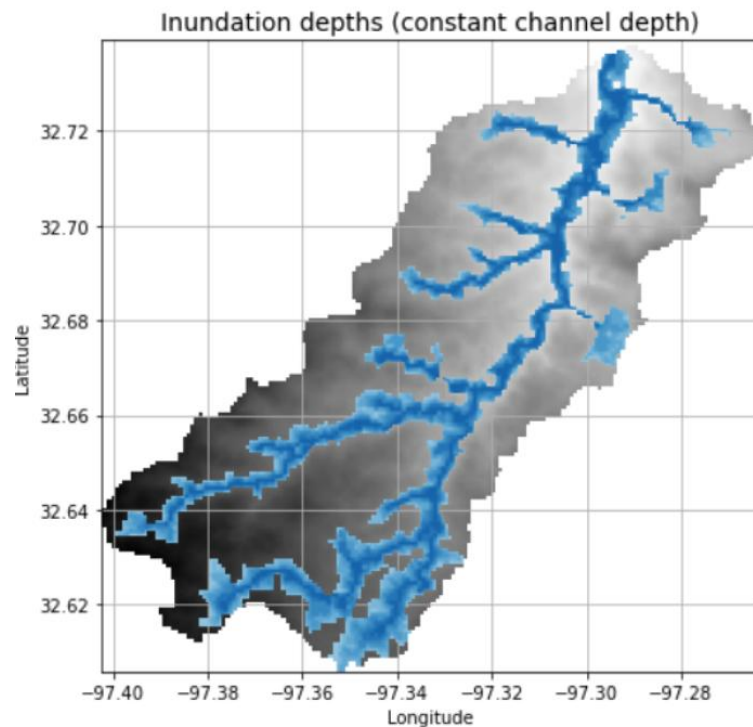 Inundation depths (constant channel depth)
32.72
32.70
32.68
32.66
32.64
32.62
Latitude
−97.40 −97.38 −97.36 −97.34 −97.32 −97.30 −97.28
Longitude